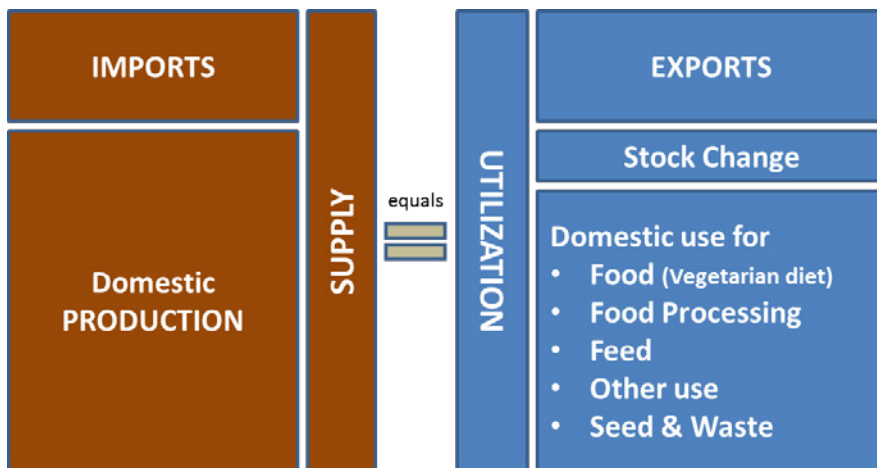 IMPORTS
Domestic
PRODUCTION
SUPPLY
equals
UTILIZATION
EXPORTS
Stock Change
Domestic use for
• Food (Vegetarian diet)
• Food Processing
• Feed
• Other use
• Seed & Waste